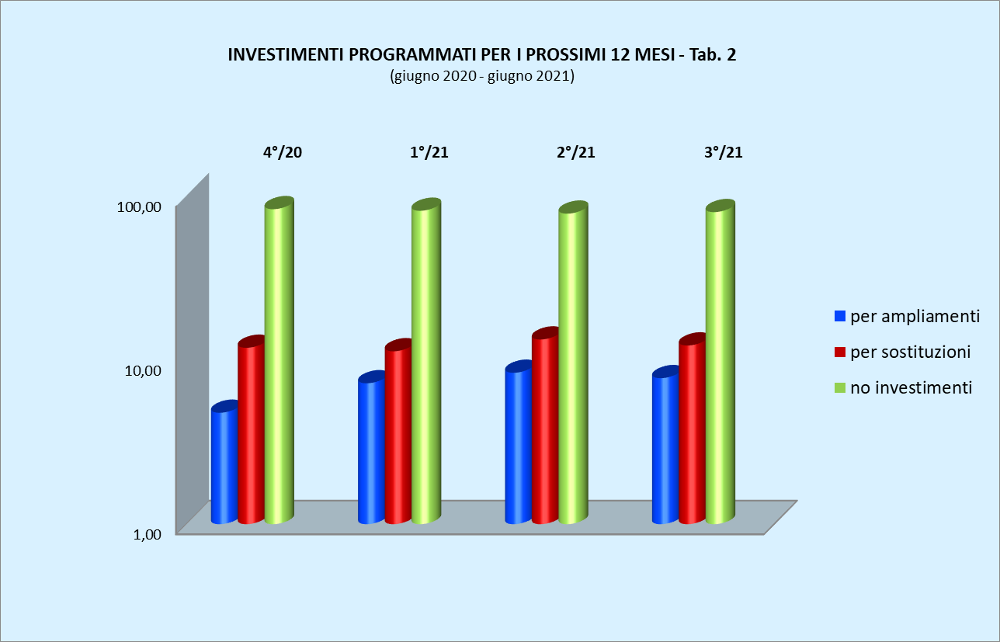 INVESTIMENTI PROGRAMMATI PER I PROSSIMI 12 MESI - Tab. 2
(giugno 2020 - giugno 2021)
4°/20 1°/21 2°/21 3°/21
100,00
10,00
1,00
per ampliamenti
per sostituzioni
no investimenti